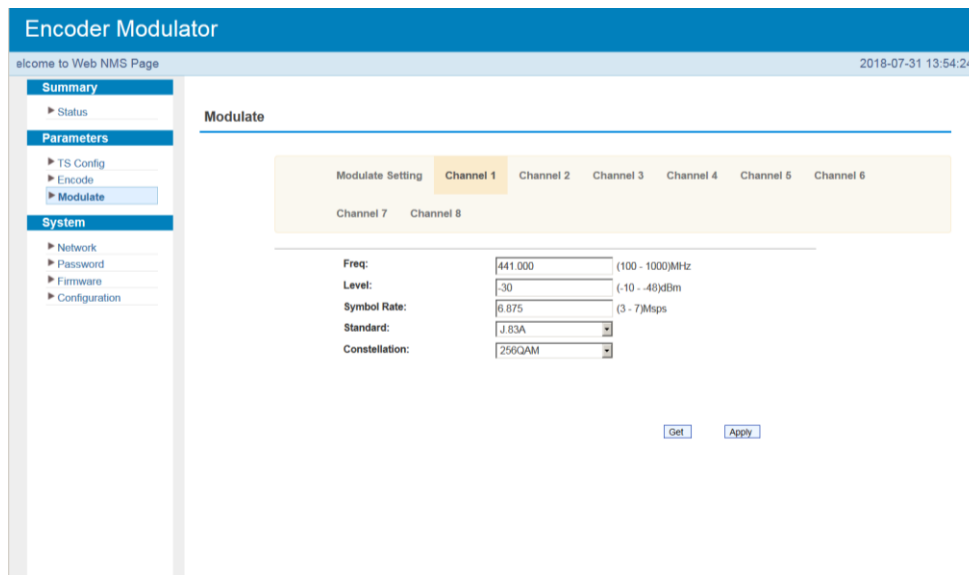 Encoder Modulator
elcome to Web NMS Page 2018-07-31 13:54:24
Summary
Status
Parameters
TS Config
Encode
Modulate
System
Network
Password
Firmware
Configuration
Modulate
Modulate Setting Channel 1 Channel 2 Channel 3 Channel 4 Channel 5 Channel 6
Channel 7 Channel 8
Freq: 441.000 (100 - 1000)MHz
Level: -30 (-10 - -48)dBm
Symbol Rate: 6.875 (3 - 7)Msps
Standard: J.83A
Constellation: 256QAM
Get Apply